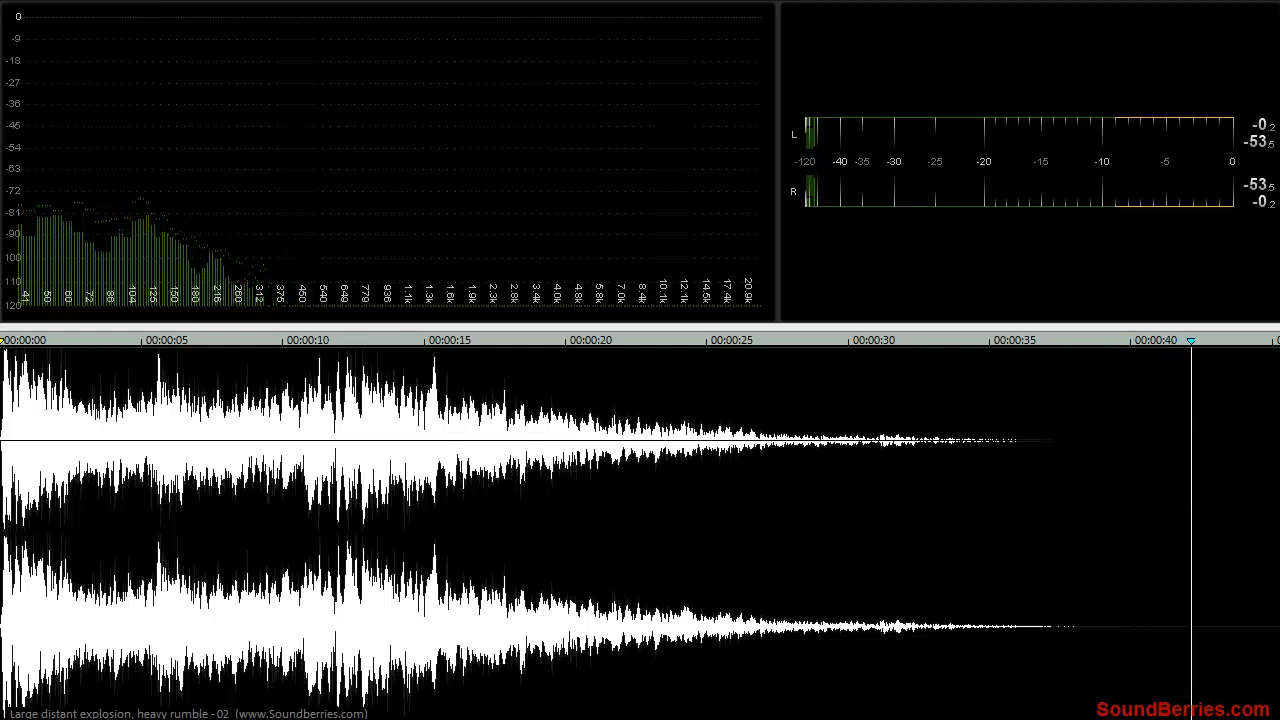 0
-9
-18
-27
-36
-45
-54
-63
-72
-81
-90
100
110
120
41 50 60 72 86 104 125 150 180 216 260 312 375 450 540 649 779 936 1.1k 1.3k 1.6k 1.9k 2.3k 2.8k 3.4k 4.0k 4.8k 5.8k 7.0k 8.4k 10.1k 12.1k 14.5k 17.4k 20.9k
L
-0.2
-53.5
-120 -40 -35 -30 -25 -20 -15 -10 -5 0
R
-53.5
-0.2
00:00:00 00:00:05 00:00:10 00:00:15 00:00:20 00:00:25 00:00:30 00:00:35 00:00:40
Large distant explosion, heavy rumble - 02 (www.Soundberries.com)
SoundBerries.com